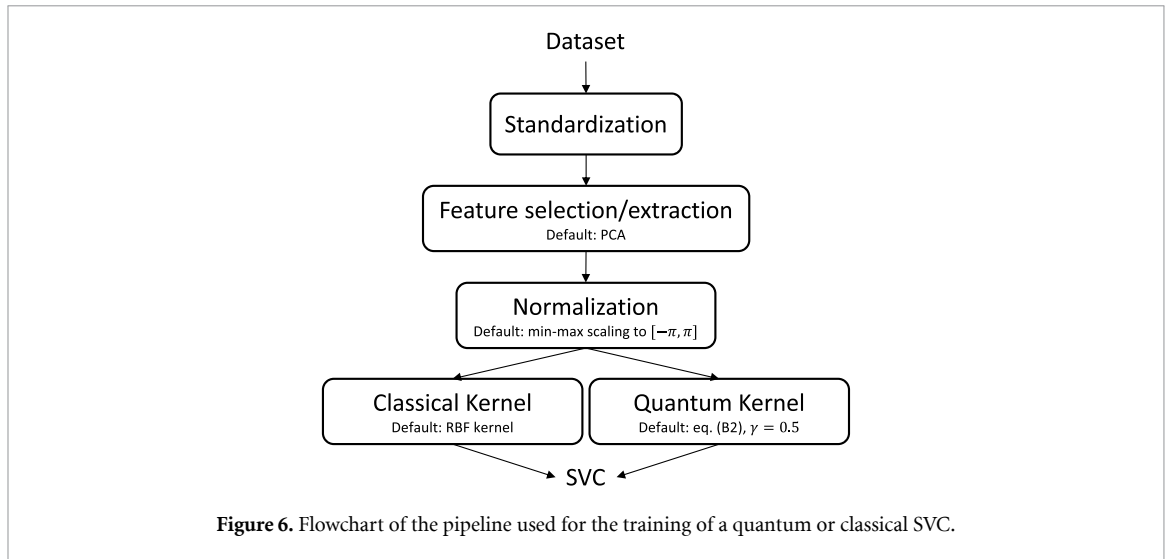 Dataset
Standardization
Feature selection/extraction
Default: PCA
Normalization
Default: min-max scaling to [−π, π]
Classical Kernel
Default: RBF kernel
Quantum Kernel
Default: eq. (B2), γ = 0.5
SVC
Figure 6. Flowchart of the pipeline used for the training of a quantum or classical SVC.